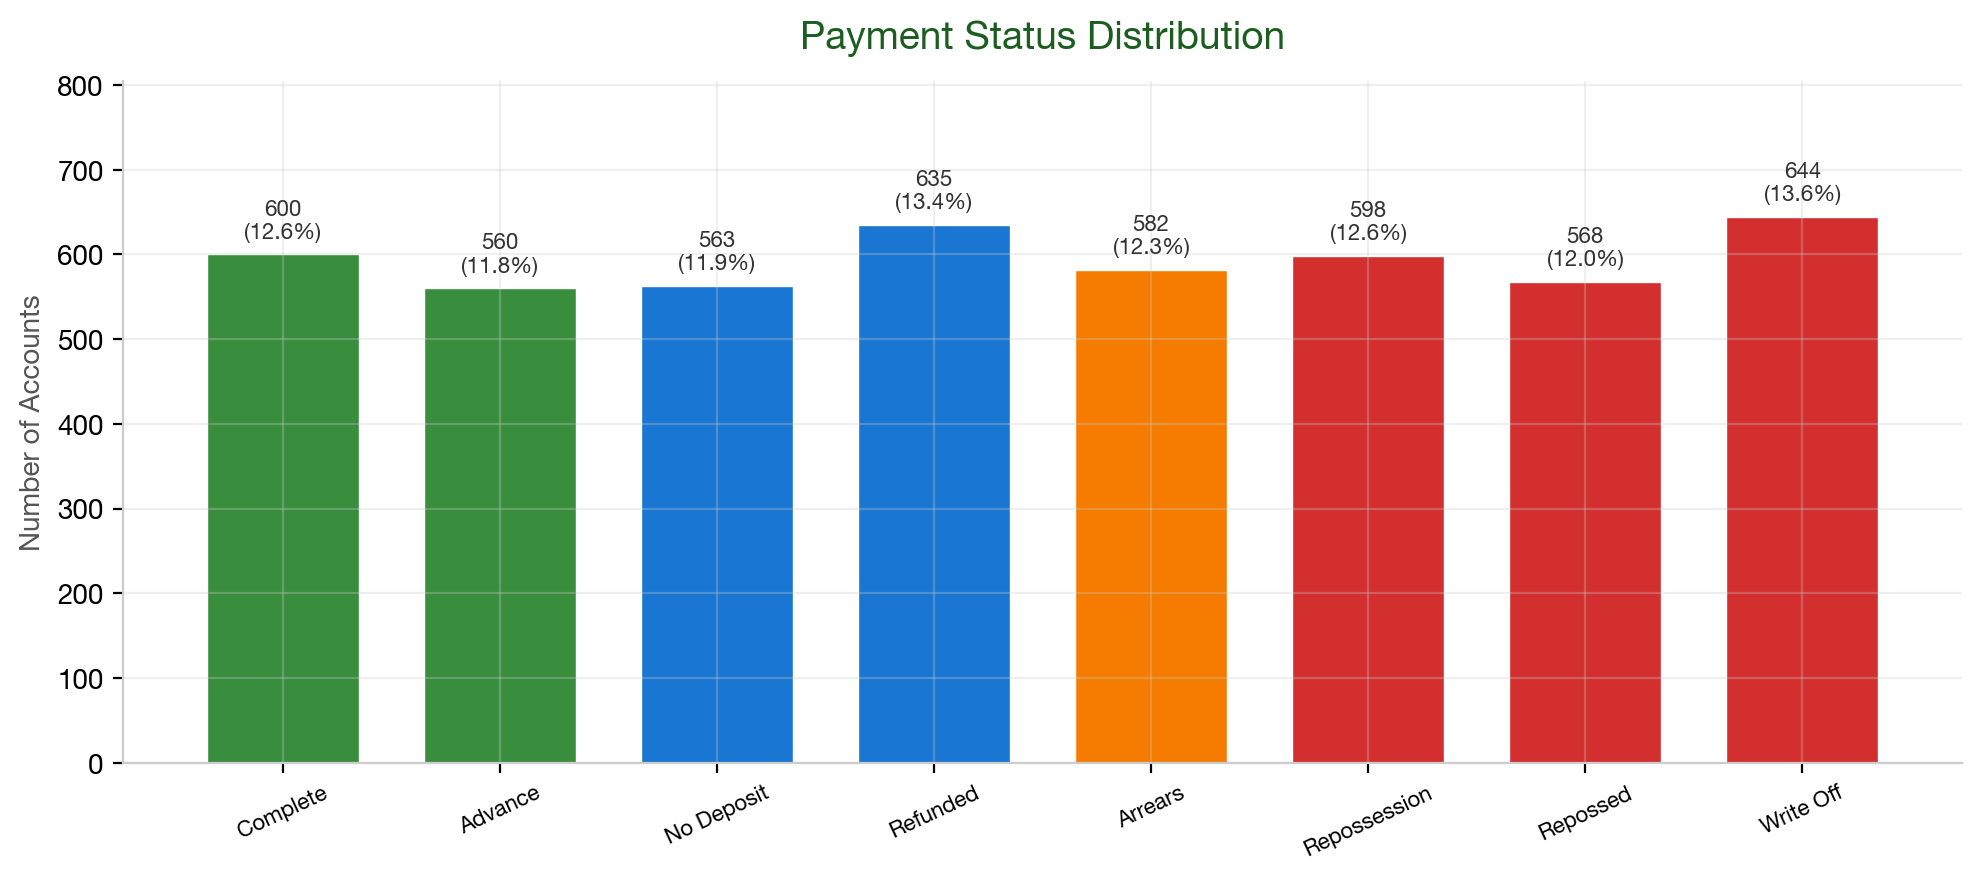 Payment Status Distribution
Number of Accounts
800
700
600
500
400
300
200
100
0
600
(12.6%)
560
(11.8%)
563
(11.9%)
635
(13.4%)
582
(12.3%)
598
(12.6%)
568
(12.0%)
644
(13.6%)
Complete
Advance
No Deposit
Refunded
Arrears
Repossession
Repossed
Write Off